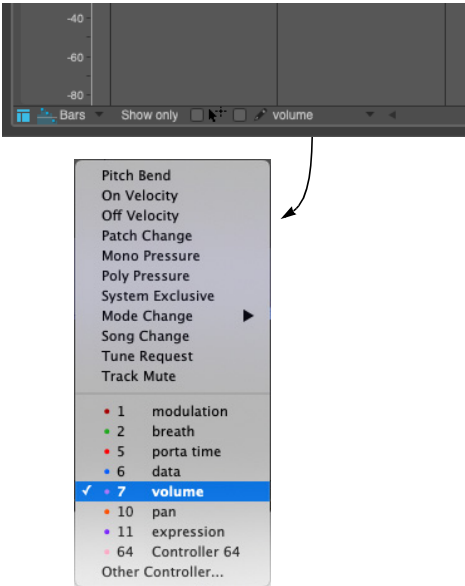 -40
-60
-80
Bars Show only volume
Pitch Bend
On Velocity
Off Velocity
Patch Change
Mono Pressure
Poly Pressure
System Exclusive
Mode Change
Song Change
Tune Request
Track Mute
1 modulation
2 breath
5 porta time
6 data
7 volume
10 pan
11 expression
64 Controller 64
Other Controller...